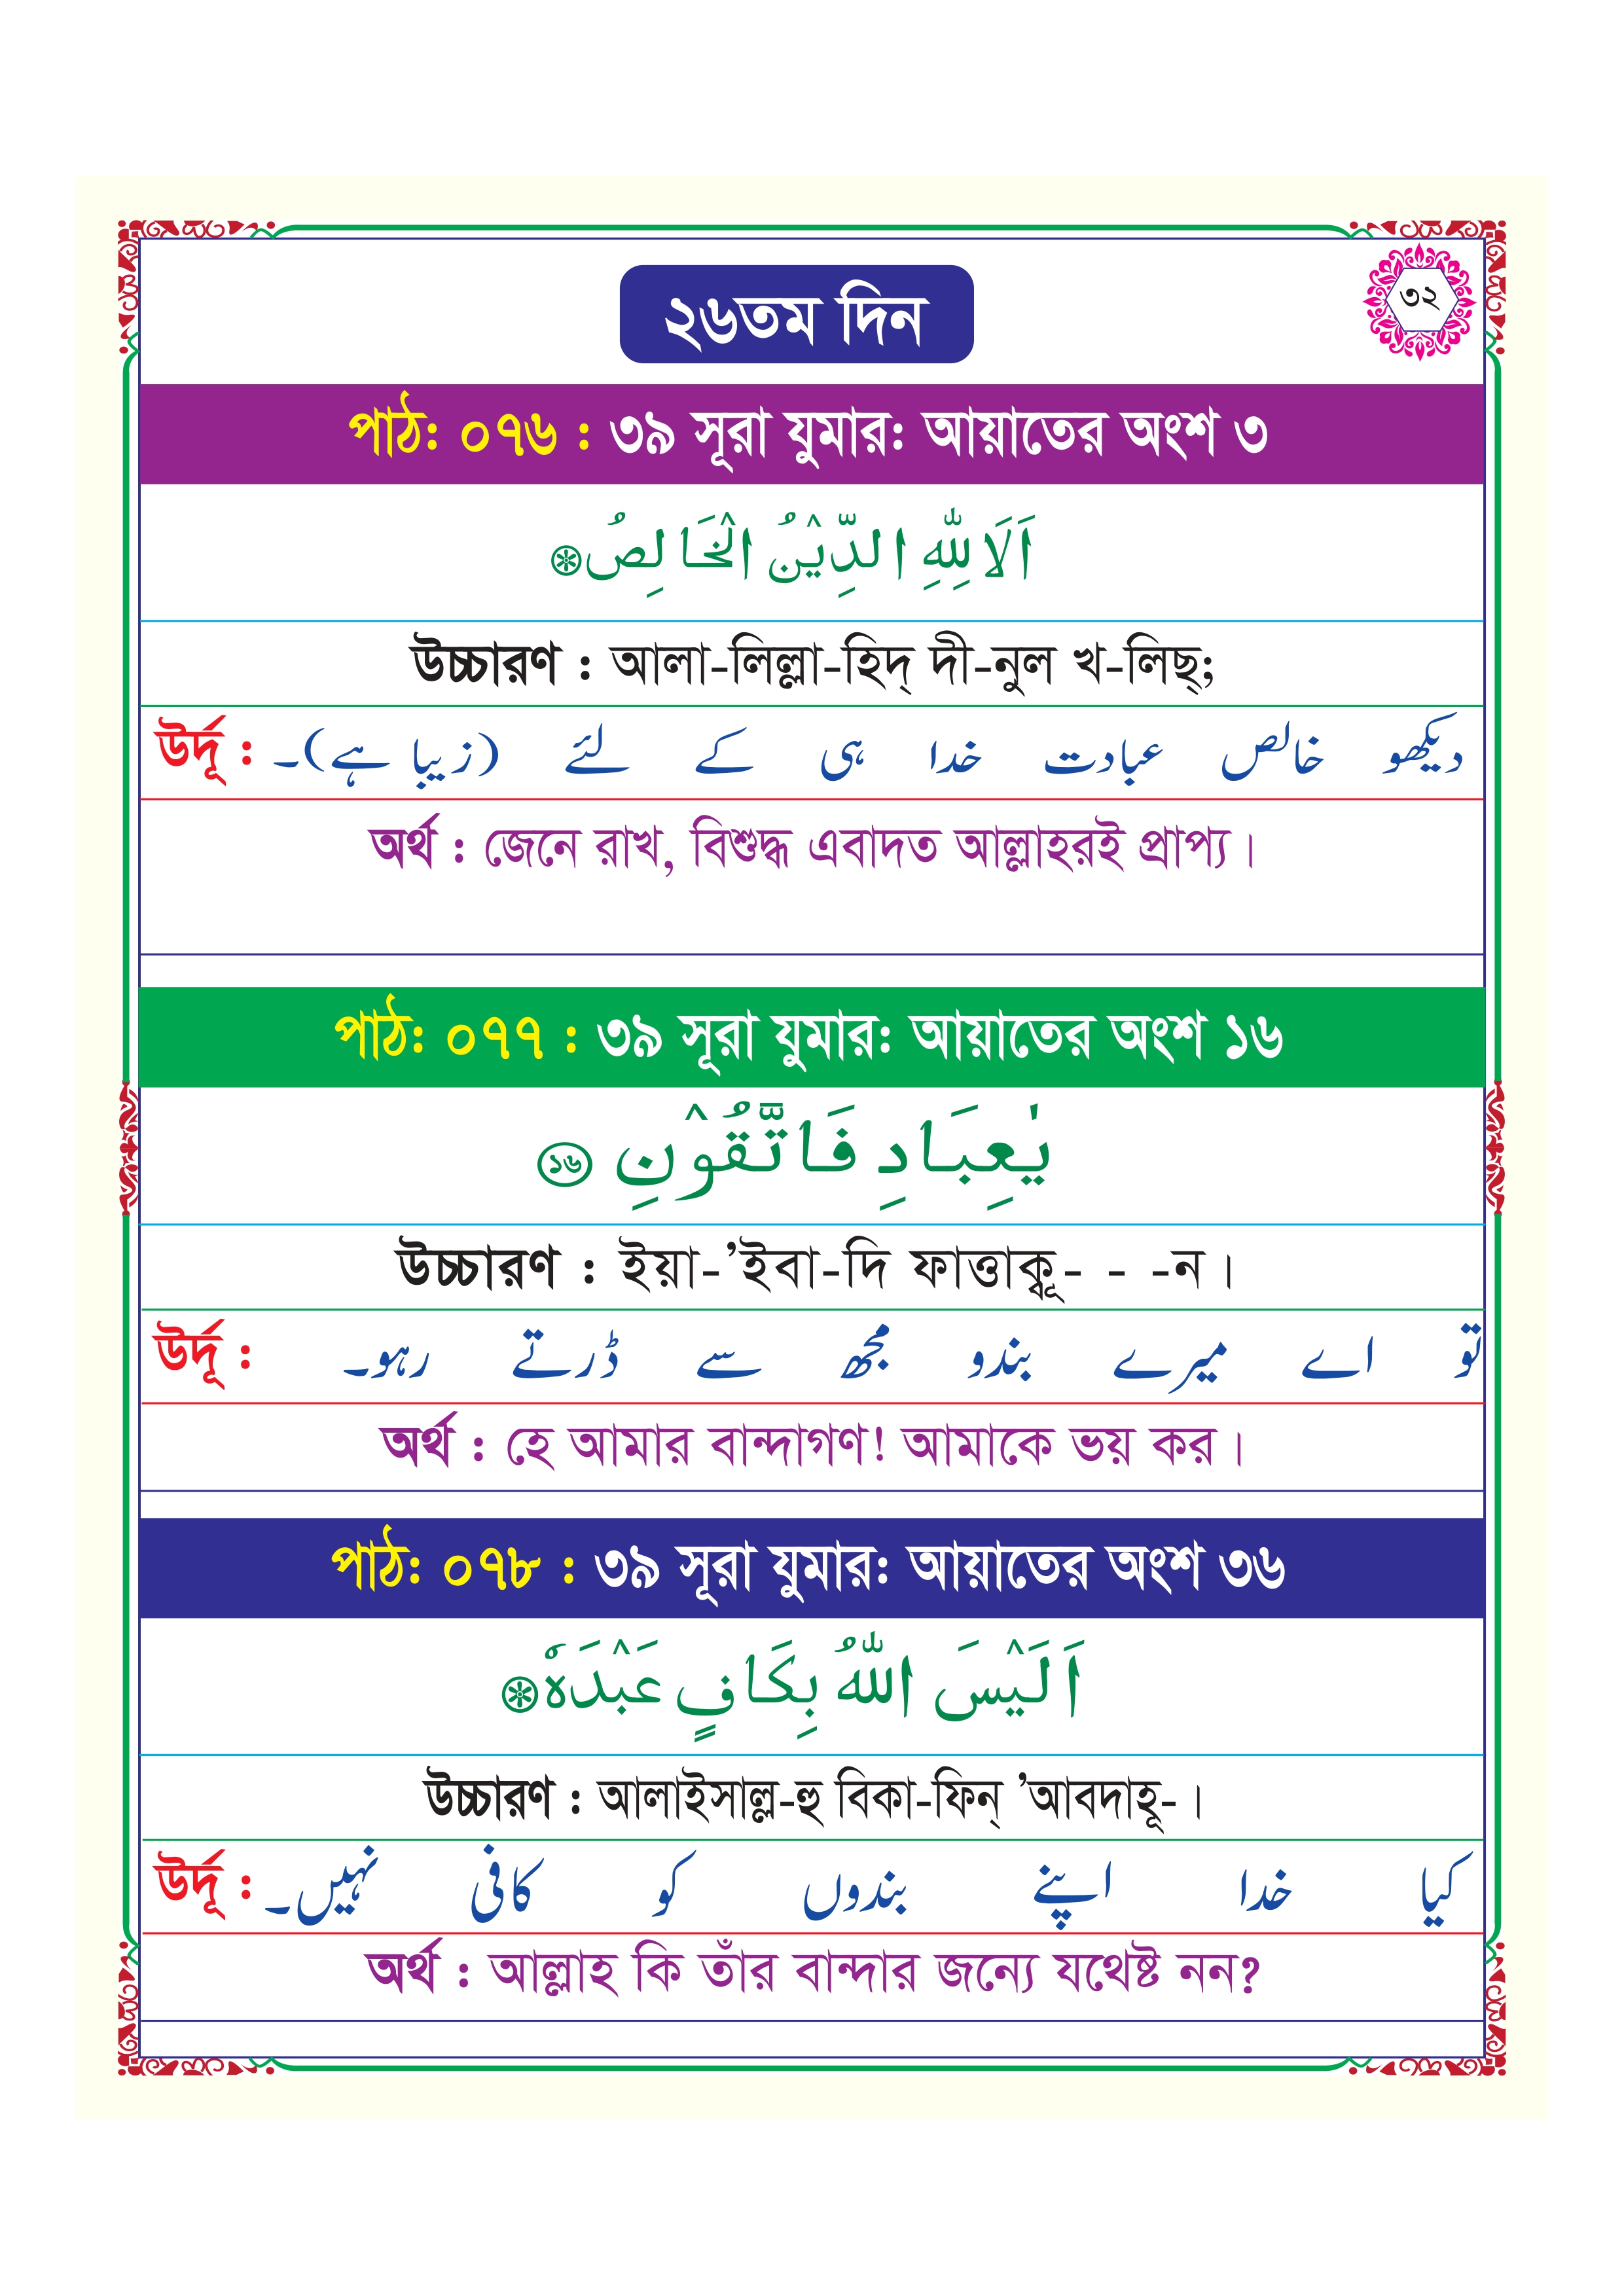 ২৬তম দিন
৩২
পাঠ: ০৭৬ : ৩৯ সূরা যুমার: আয়াতের অংশ ৩
اَلَا لِلّٰهِ الدِّيْنُ الْخَالِصُ
উচ্চারণ : আলা-লিল্লা-হিদ্ দী-নুল খ-লিছ্;
উর্দূ : دیکھو خالص عبادت خدا ہی کے لئے (زیبا ہے)۔
অর্থ : জেনে রাখ, বিশুদ্ধ এবাদত আল্লাহরই প্রাপ্য।
পাঠ: ০৭৭ : ৩৯ সূরা যুমার: আয়াতের অংশ ১৬
يٰعِبَادِ فَاتَّقُوْنِ ১৬
উচ্চারণ : ইয়া-’ইবা-দি ফাত্তাক্বূ- - -ন।
উর্দূ : تو اے میرے بندو مجھ سے ڈرتے رہو۔
অর্থ : হে আমার বান্দাগণ! আমাকে ভয় কর।
পাঠ: ০৭৮ : ৩৯ সূরা যুমার: আয়াতের অংশ ৩৬
اَلَيْسَ اللّٰهُ بِكَافٍ عَبْدَهٗ
উচ্চারণ : আলাইসাল্ল-হু বিকা-ফিন্ ’আবদাহূ-।
উর্দূ : کیا خدا اپنے بندوں کو کافی نہیں۔
অর্থ : আল্লাহ কি তাঁর বান্দার জন্যে যথেষ্ট নন?